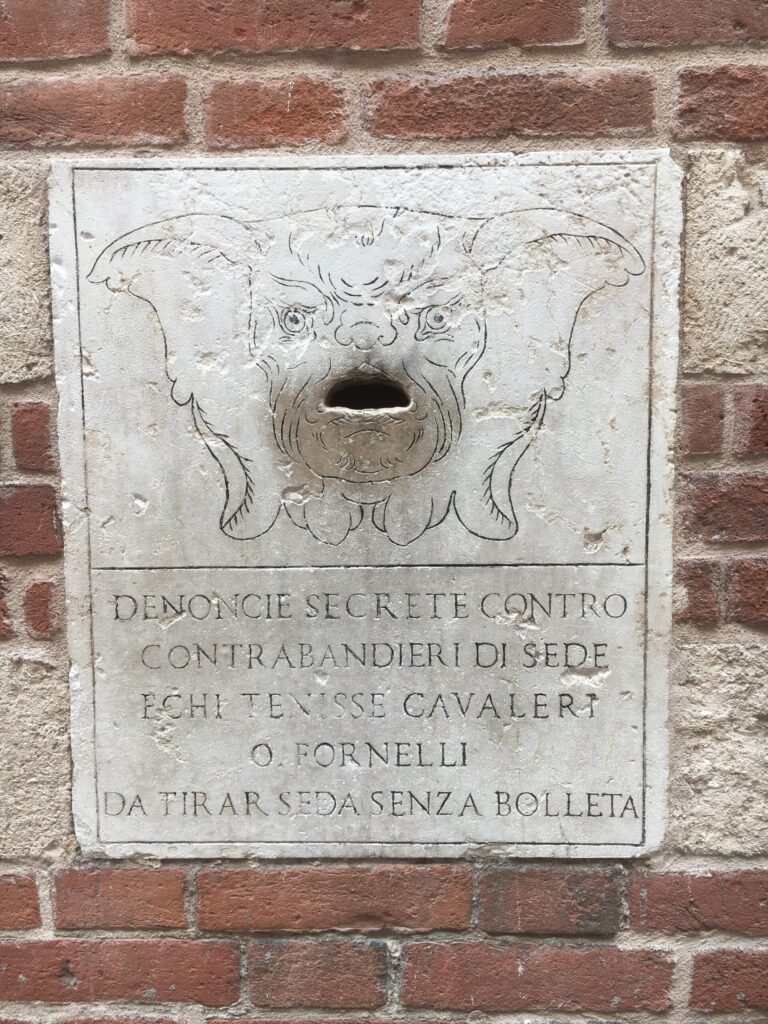 DENONCIE SECRETE CONTRO
CONTRABANDIERI DI SEDE
E CHI TENISSE CAVALERI
O. FORNELLI
DA TIRAR SEDA SENZA BOLLETA